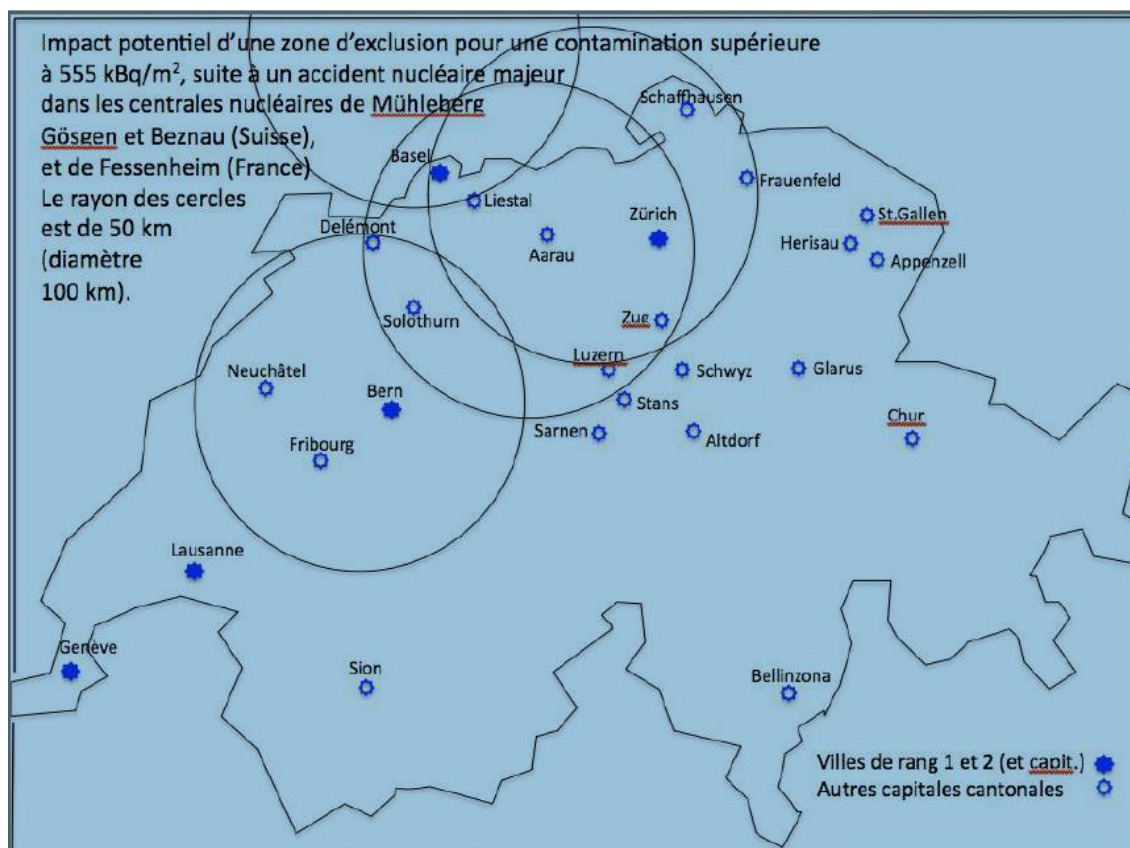 Impact potentiel d'une zone d'exclusion pour une contamination supérieure
à 555 kBq/m², suite à un accident nucléaire majeur
dans les centrales nucléaires de Mühleberg
Gösgen et Beznau (Suisse),
et de Fessenheim (France)
Le rayon des cercles
est de 50 km
(diamètre
100 km).
Schaffhausen
Basel
Frauenfeld
Liestal
Delémont
Zürich
St.Gallen
Aarau
Herisau
Appenzell
Solothurn
Zug
Luzern
Neuchâtel
Schwyz
Glarus
Bern
Stans
Chur
Sarnen
Altdorf
Fribourg
Lausanne
Genève
Sion
Bellinzona
Villes de rang 1 et 2 (et capit.)
Autres capitales cantonales